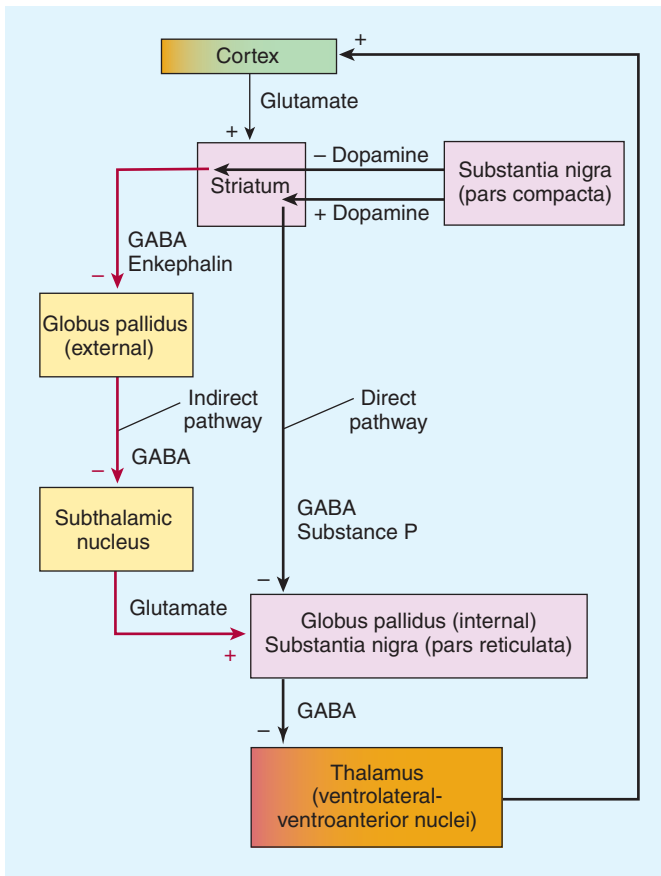 +
Cortex
Glutamate
+
– Dopamine
Substantia nigra
(pars compacta)
Striatum
+ Dopamine
GABA
Enkephalin
–
Globus pallidus
(external)
Indirect
pathway
Direct
pathway
–
GABA
Subthalamic
nucleus
GABA
Substance P
–
Glutamate
+
Globus pallidus (internal)
Substantia nigra (pars reticulata)
GABA
–
Thalamus
(ventrolateral-
ventroanterior nuclei)